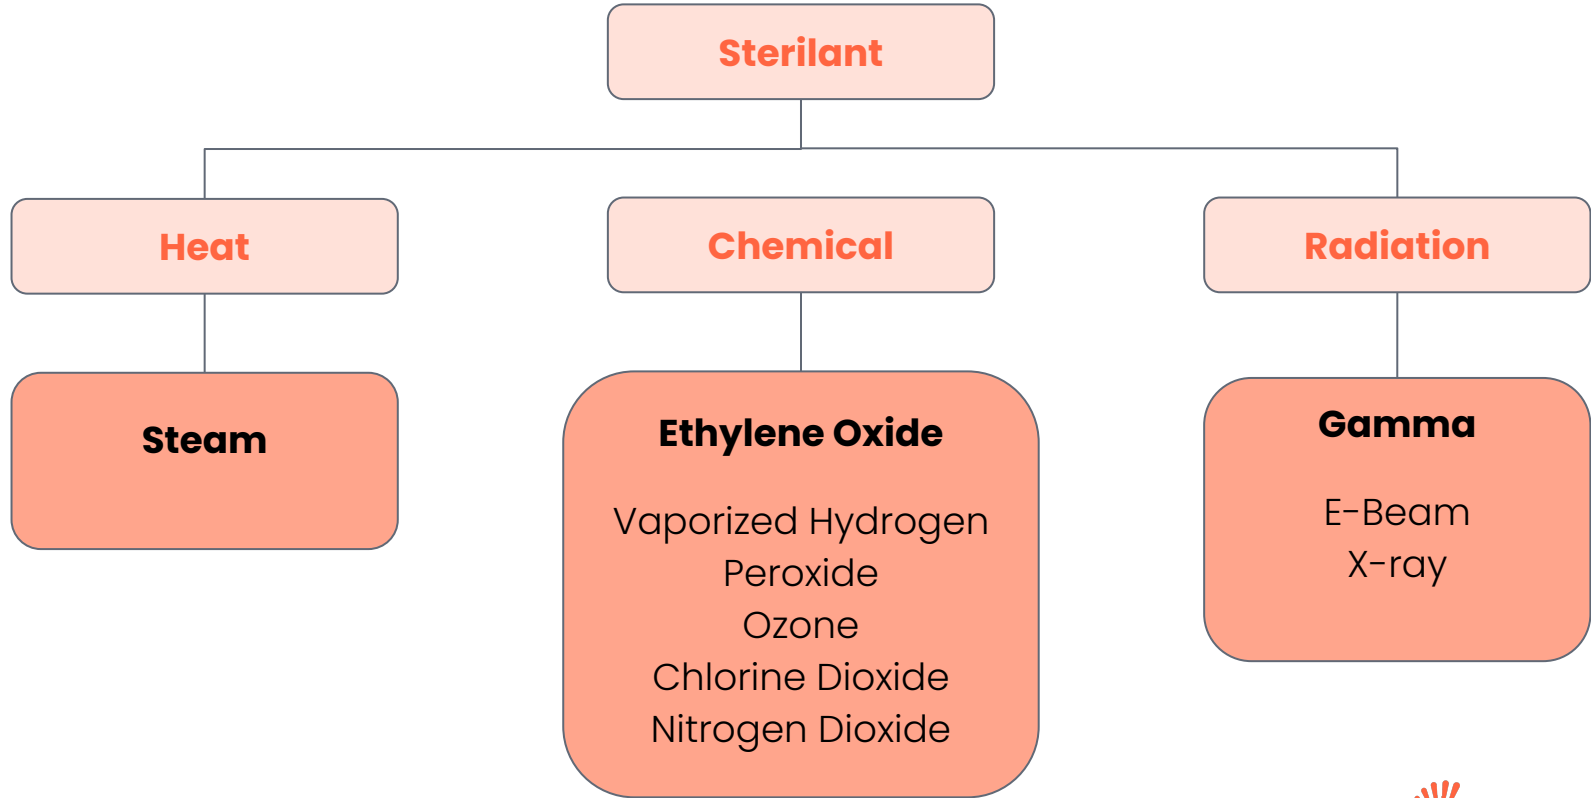 Sterilant
Heat
Chemical
Radiation
Steam
Ethylene Oxide
Vaporized Hydrogen
Peroxide
Ozone
Chlorine Dioxide
Nitrogen Dioxide
Gamma
E-Beam
X-ray